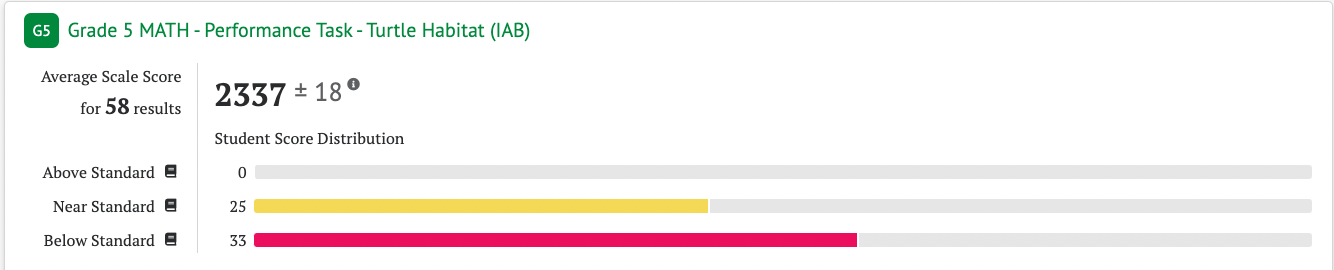 G5 Grade 5 MATH - Performance Task - Turtle Habitat (IAB)
Average Scale Score
for 58 results
2337 ± 18
Student Score Distribution
Above Standard 0
Near Standard 25
Below Standard 33